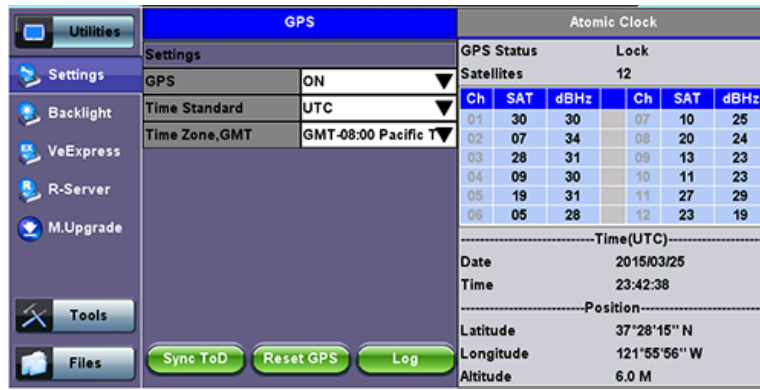 Utilities
Settings
Backlight
VeExpress
R-Server
M.Upgrade
Tools
Files
GPS
Settings
GPS ON
Time Standard UTC
Time Zone,GMT GMT-08:00 Pacific T
Sync ToD Reset GPS Log
Atomic Clock
GPS Status Lock
Satellites 12
Ch SAT dBHz Ch SAT dBHz
01 30 30 07 10 25
02 07 34 08 20 24
03 28 31 09 13 23
04 09 30 10 11 23
05 19 31 11 27 29
06 05 28 12 23 19
Time(UTC)
Date 2015/03/25
Time 23:42:38
Position
Latitude 37°28'15" N
Longitude 121°55'56" W
Altitude 6.0 M